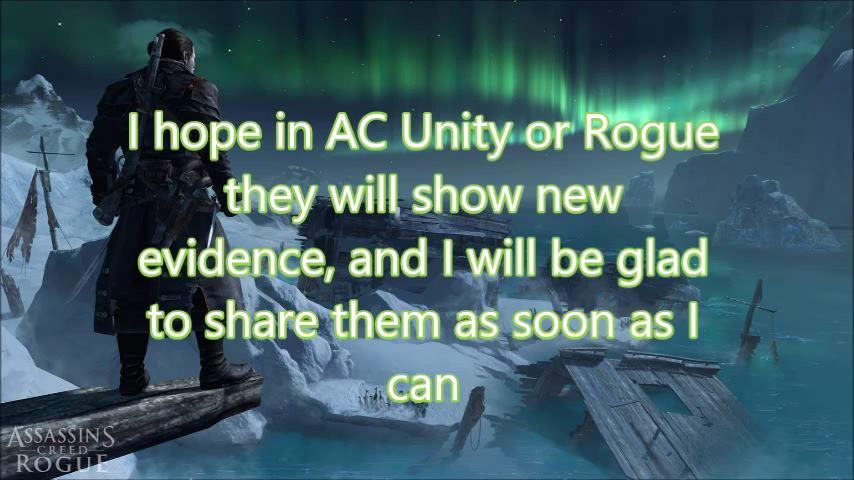 I hope in AC Unity or Rogue
they will show new
evidence, and I will be glad
to share them as soon as I
can
ASSASSIN'S
CREED
ROGUE